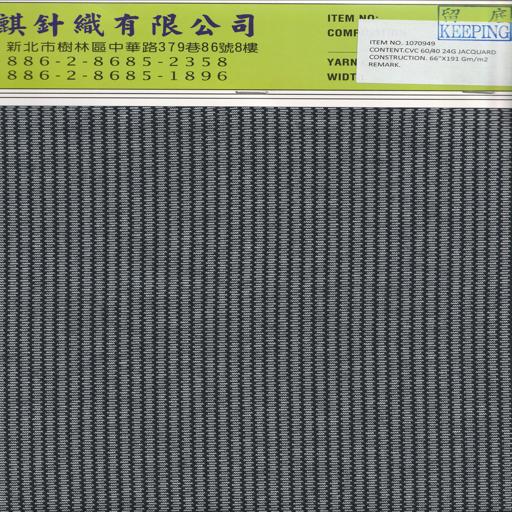 麒針織有限公司
新北市樹林區中華路379巷86號8樓
886-2-8685-2358
886-2-8685-1896
ITEM NO:
YARN
WIDT
留底
KEEPING
ITEM NO. 1070949
CONTENT.CVC 60/40 24G JACQUARD
CONSTRUCTION. 66"X191 Gm/m2
REMARK.